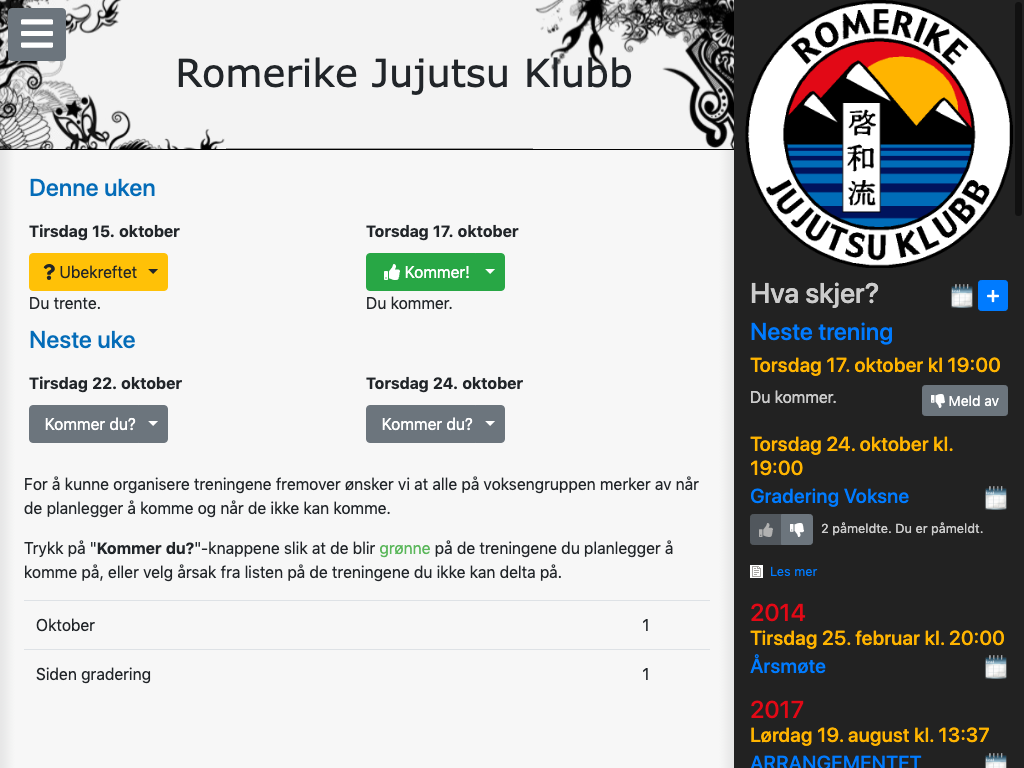 Romerike Jujutsu Klubb
Denne uken
Tirsdag 15. oktober
Torsdag 17. oktober
? Ubekreftet
Kommer!
Du trente.
Du kommer.
Neste uke
Tirsdag 22. oktober
Torsdag 24. oktober
Kommer du?
Kommer du?
For å kunne organisere treningene fremover ønsker vi at alle på voksengruppen merker av når
de planlegger å komme og når de ikke kan komme.
Trykk på "Kommer du?"-knappene slik at de blir grønne på de treningene du planlegger å
komme på, eller velg årsak fra listen på de treningene du ikke kan delta på.
Oktober 1
Siden gradering 1
ROMERIKE
啓和流
JUJUTSU KLUBB
Hva skjer?
+
Neste trening
Torsdag 17. oktober kl 19:00
Du kommer.
Meld av
Torsdag 24. oktober kl.
19:00
Gradering Voksne
2 påmeldte. Du er påmeldt.
Les mer
2014
Tirsdag 25. februar kl. 20:00
Årsmøte
2017
Lørdag 19. august kl. 13:37
ARRANGEMENTET